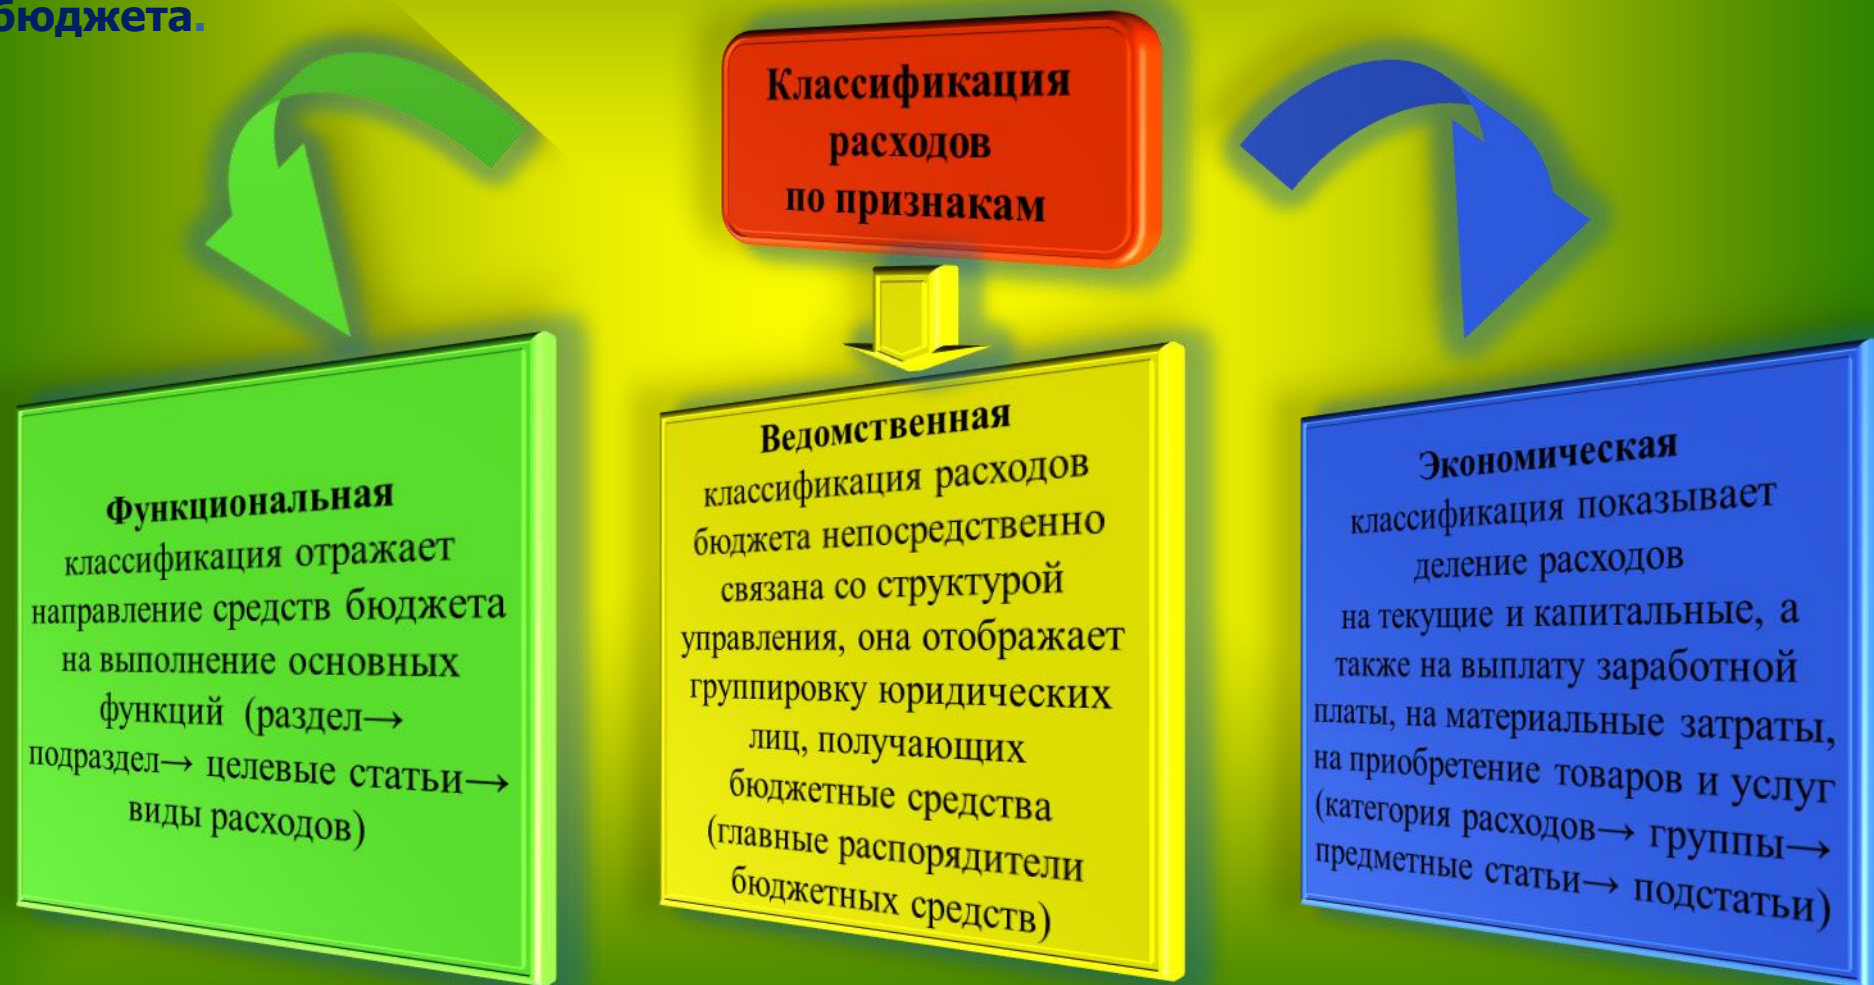 бюджета.
Классификация
расходов
по признакам
Функциональная
классификация отражает
направление средств бюджета
на выполнение основных
функций (раздел→
подраздел→ целевые статьи→
виды расходов)
Ведомственная
классификация расходов
бюджета непосредственно
связана со структурой
управления, она отображает
группировку юридических
лиц, получающих
бюджетные средства
(главные распорядители
бюджетных средств)
Экономическая
классификация показывает
деление расходов
на текущие и капитальные, а
также на выплату заработной
платы, на материальные затраты,
на приобретение товаров и услуг
(категория расходов→ группы→
предметные статьи→ подстатьи)